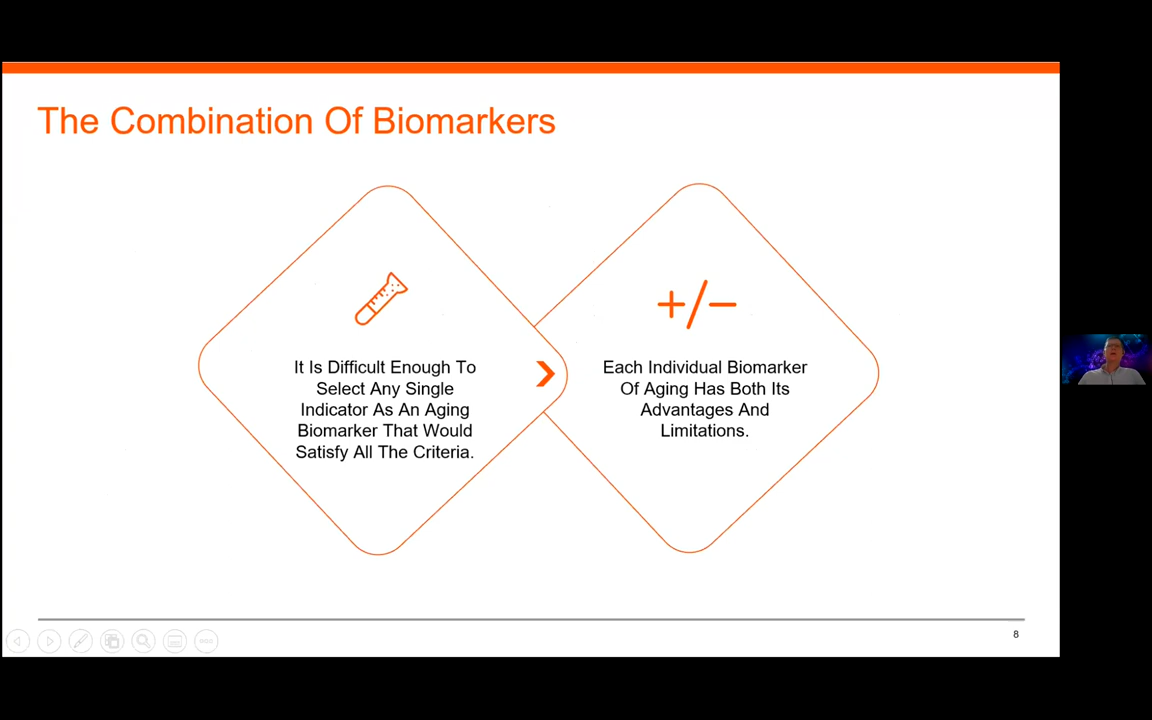 The Combination Of Biomarkers
It Is Difficult Enough To
Select Any Single
Indicator As An Aging
Biomarker That Would
Satisfy All The Criteria.
+/−
Each Individual Biomarker
Of Aging Has Both Its
Advantages And
Limitations.
8